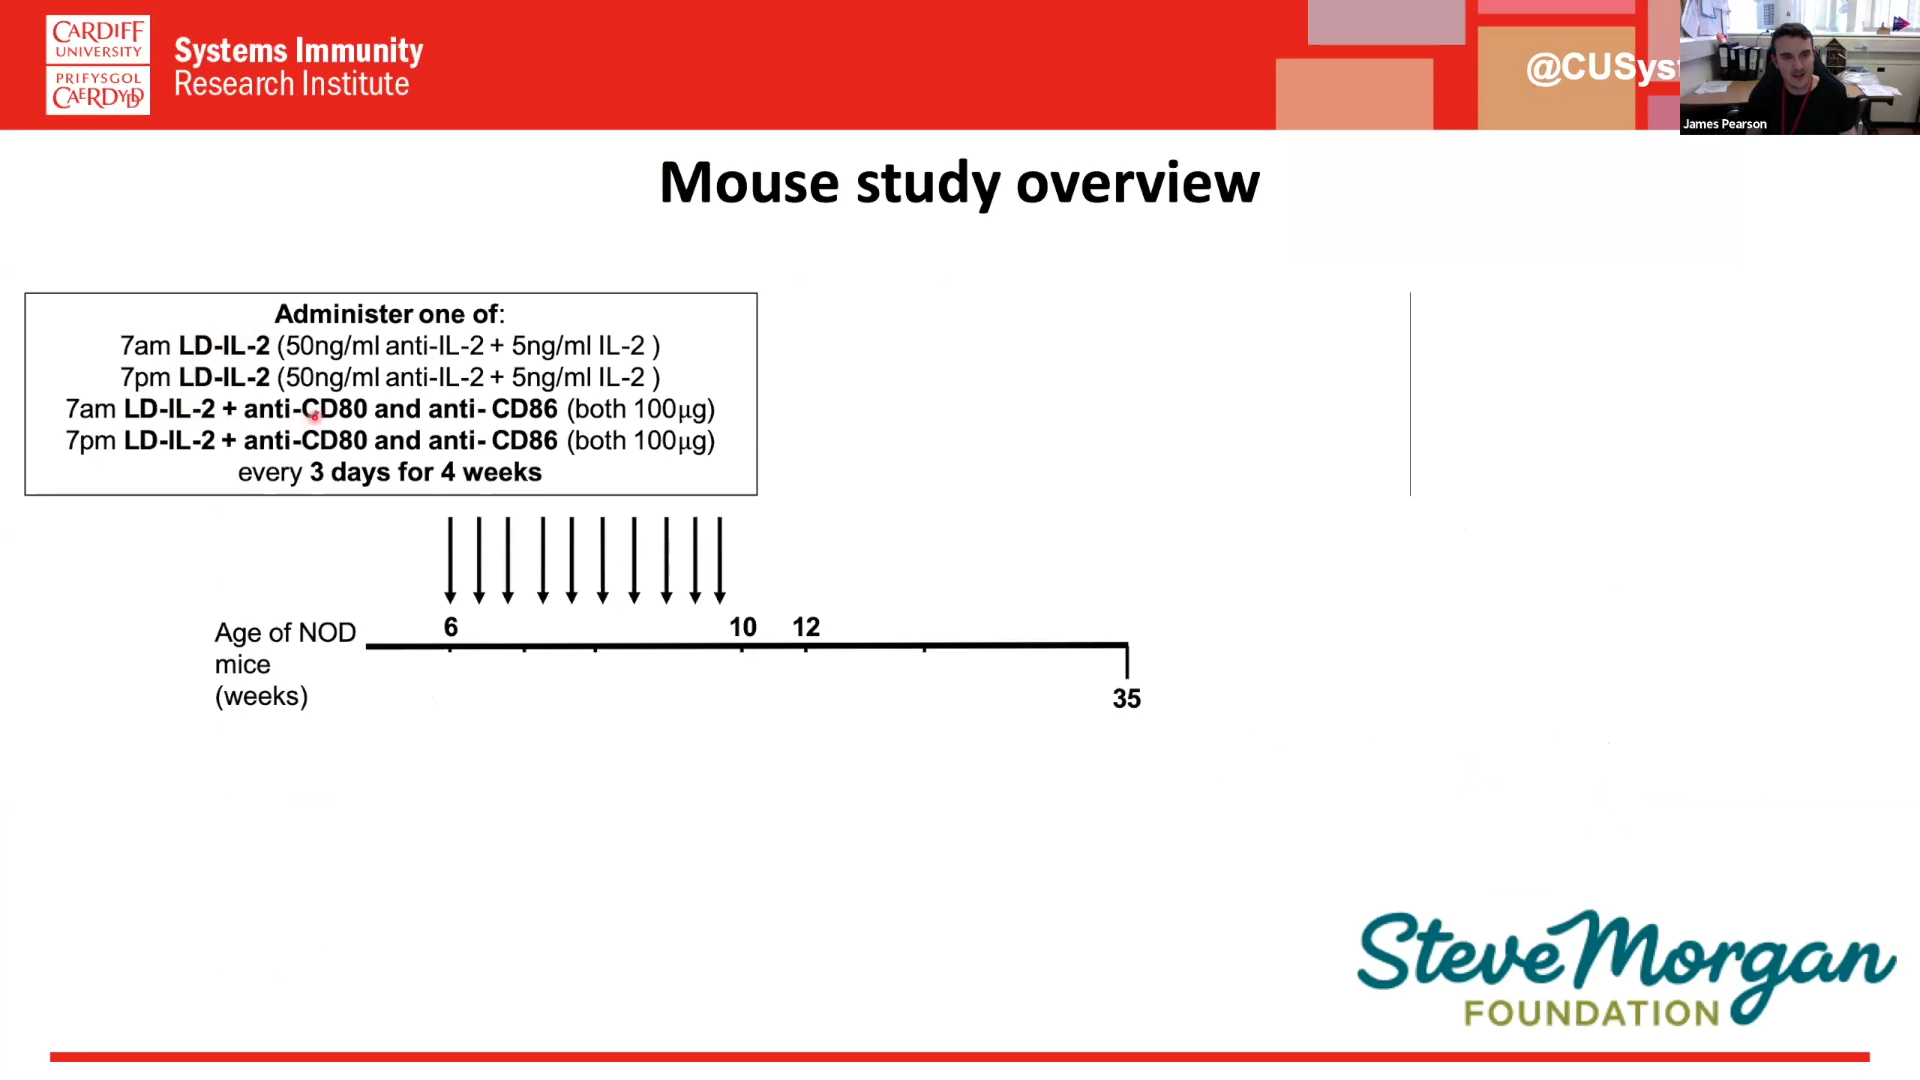 CARDIFF
UNIVERSITY
PRIFYSGOL
CAERDYDD
Systems Immunity
Research Institute
@CUSys
James Pearson
Mouse study overview
Administer one of:
7am LD-IL-2 (50ng/ml anti-IL-2 + 5ng/ml IL-2 )
7pm LD-IL-2 (50ng/ml anti-IL-2 + 5ng/ml IL-2 )
7am LD-IL-2 + anti-CD80 and anti- CD86 (both 100μg)
7pm LD-IL-2 + anti-CD80 and anti- CD86 (both 100μg)
every 3 days for 4 weeks
6 10 12
Age of NOD
mice
(weeks)
35
Steve Morgan
FOUNDATION